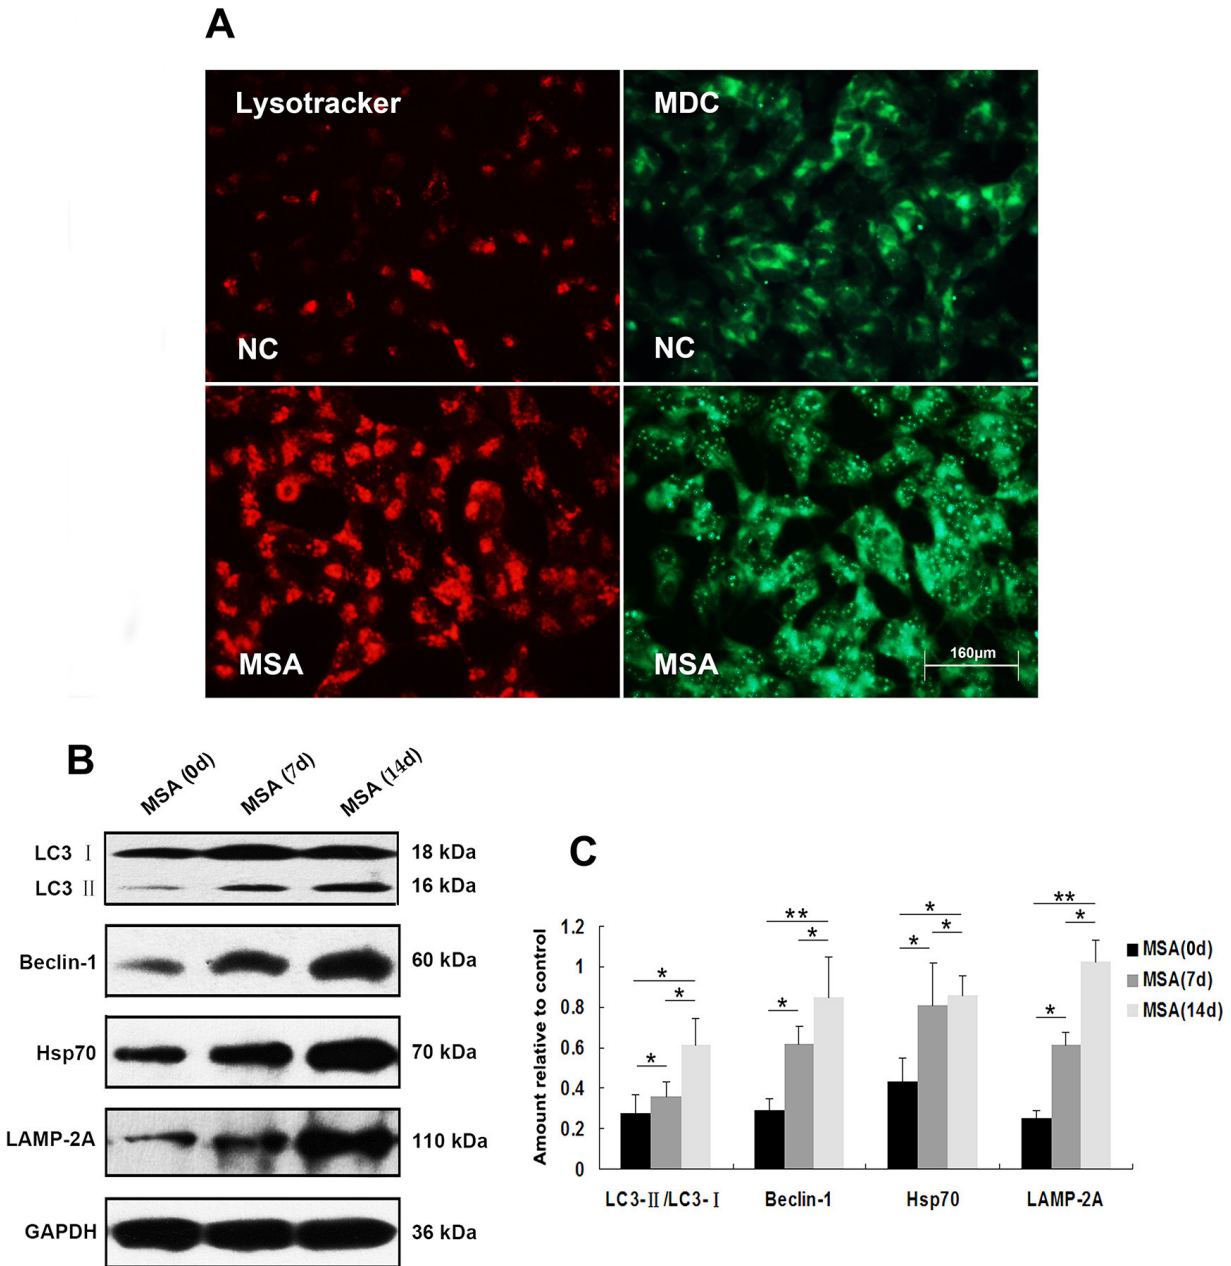 A
Lysotracker
MDC
NC
NC
MSA
MSA
160μm
B
MSA (0d)
MSA (7d)
MSA (14d)
LC3 Ⅰ
18 kDa
LC3 Ⅱ
16 kDa
Beclin-1
60 kDa
Hsp70
70 kDa
LAMP-2A
110 kDa
GAPDH
36 kDa
C
Amount relative to control
1.2
1
0.8
0.6
0.4
0.2
0
*
*
*
**
*
*
*
*
*
**
*
*
LC3-Ⅱ/LC3-Ⅰ
Beclin-1
Hsp70
LAMP-2A
MSA(0d)
MSA(7d)
MSA(14d)